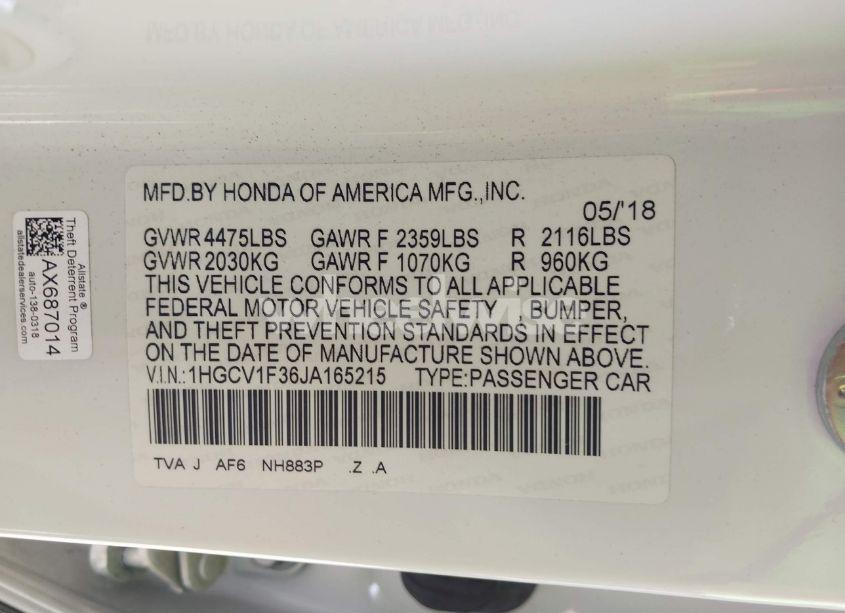 MFD.BY HONDA OF AMERICA MFG.,INC.
05/'18
GVWR 4475LBS GAWR F 2359LBS R 2116LBS
GVWR 2030KG GAWR F 1070KG R 960KG
THIS VEHICLE CONFORMS TO ALL APPLICABLE
FEDERAL MOTOR VEHICLE SAFETY BUMPER,
AND THEFT PREVENTION STANDARDS IN EFFECT
ON THE DATE OF MANUFACTURE SHOWN ABOVE.
V.I.N.:1HGCV1F36JA165215 TYPE:PASSENGER CAR
TVA J AF6 NH883P .Z .A
Allstate ®
Theft Deterrent Program
AX687014
auto-138-0318
allstatedealerservices.com